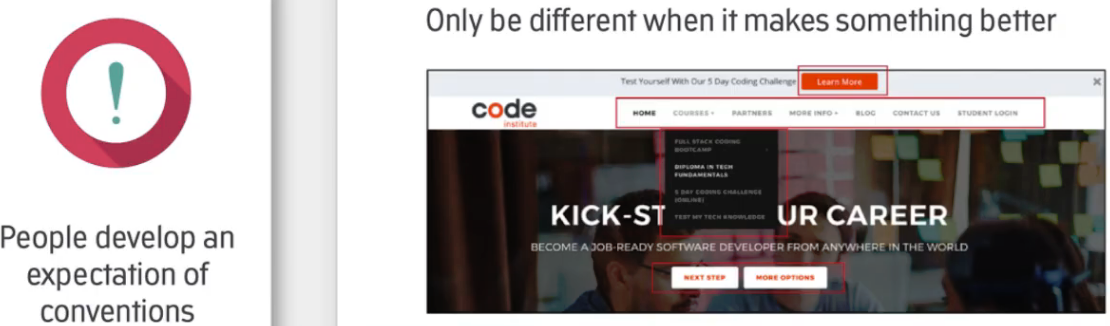 Only be different when it makes something better
People develop an
expectation of
conventions
Test Yourself With Our 5 Day Coding Challenge Learn More ×
code
institute
HOME COURSES PARTNERS MORE INFO BLOG CONTACT US STUDENT LOGIN
FULL STACK CODING
BOOTCAMP
DIPLOMA IN TECH
FUNDAMENTALS
5 DAY CODING CHALLENGE
(ONLINE)
TEST MY TECH KNOWLEDGE
KICK-ST UR CAREER
BECOME A JOB-READY SOFTWARE DEVELOPER FROM ANYWHERE IN THE WORLD
NEXT STEP MORE OPTIONS